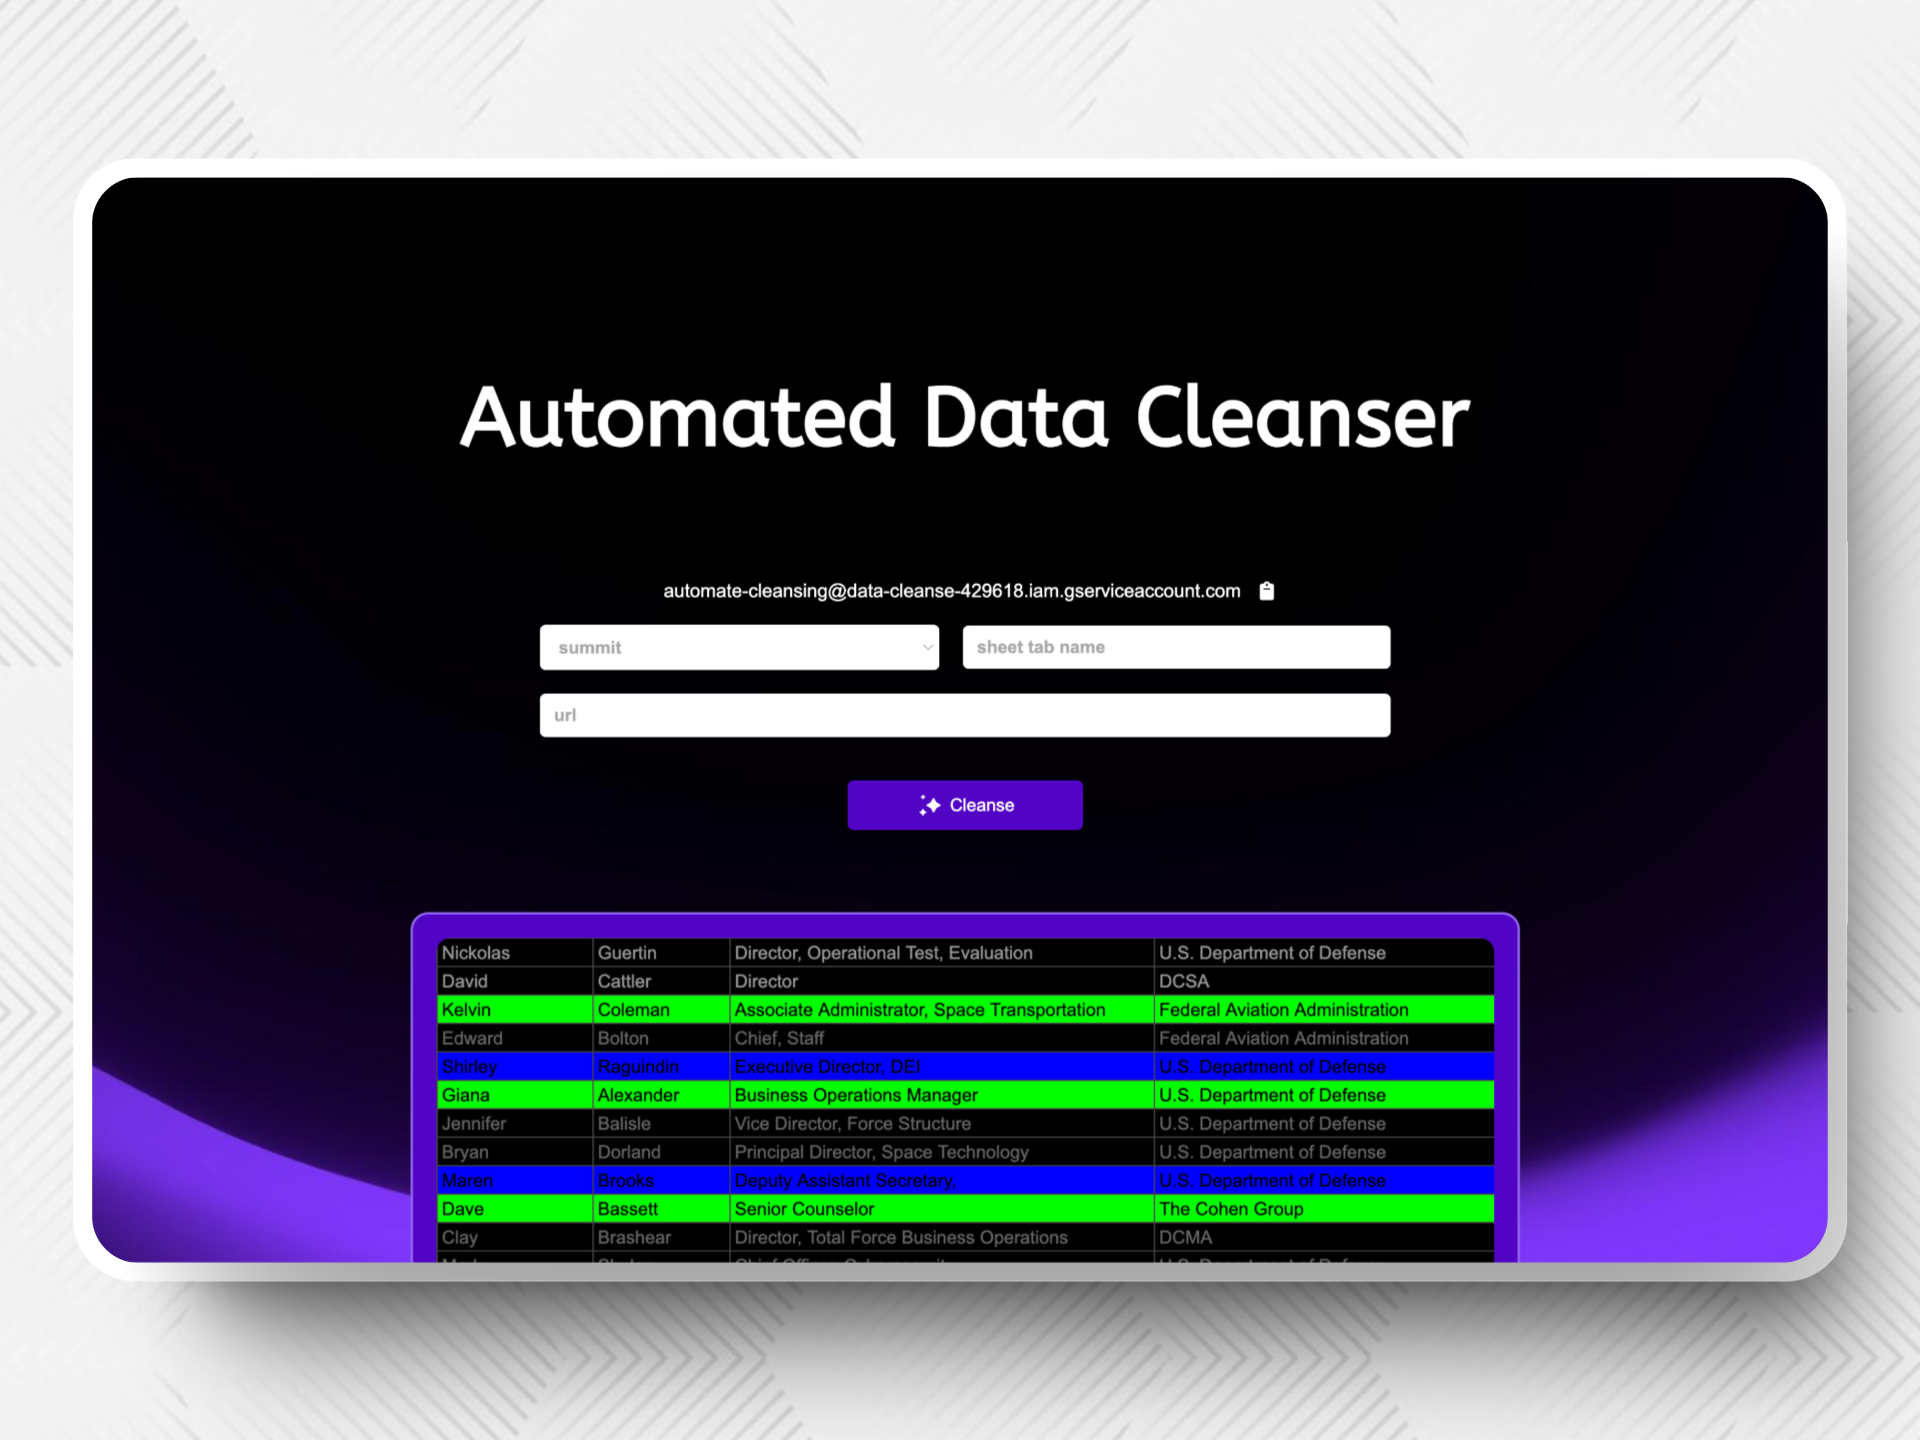 Automated Data Cleanser
automate-cleansing@data-cleanse-429618.iam.gserviceaccount.com
summit sheet tab name
url
Cleanse
Nickolas Guertin Director, Operational Test, Evaluation U.S. Department of Defense
David Cattler Director DCSA
Kelvin Coleman Associate Administrator, Space Transportation Federal Aviation Administration
Edward Bolton Chief, Staff Federal Aviation Administration
Shirley Raguindin Executive Director, DEI U.S. Department of Defense
Giana Alexander Business Operations Manager U.S. Department of Defense
Jennifer Balisle Vice Director, Force Structure U.S. Department of Defense
Bryan Dorland Principal Director, Space Technology U.S. Department of Defense
Maren Brooks Deputy Assistant Secretary, U.S. Department of Defense
Dave Bassett Senior Counselor The Cohen Group
Clay Brashear Director, Total Force Business Operations DCMA